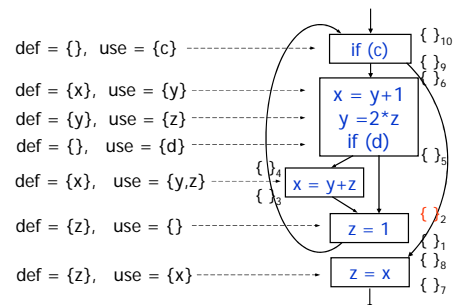 def = {}, use = {c}
if (c)
{ }10
{ }9
{ }6
def = {x}, use = {y}
x = y+1
def = {y}, use = {z}
y =2*z
def = {}, use = {d}
if (d)
{ }5
{ }4
def = {x}, use = {y,z}
x = y+z
{ }3
{ }2
def = {z}, use = {}
z = 1
{ }1
{ }8
def = {z}, use = {x}
z = x
{ }7